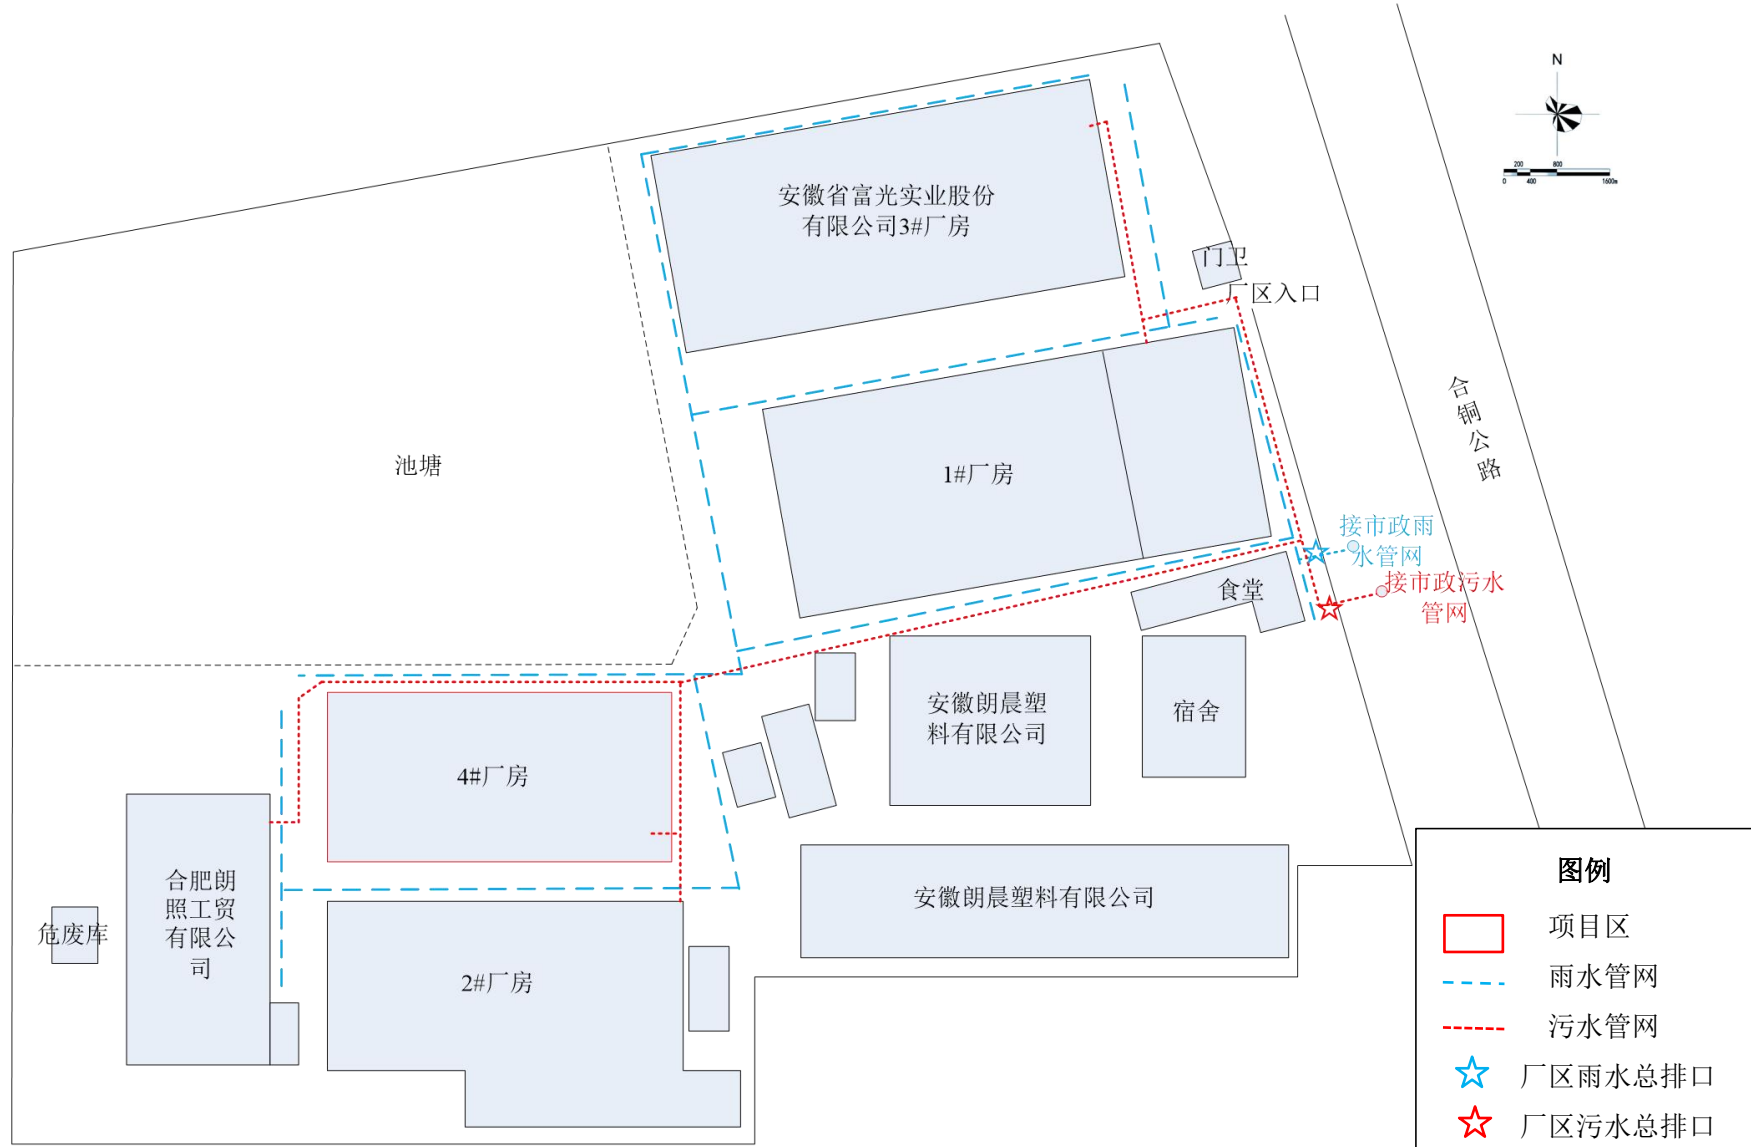 N
200 800
0 400 1600m
安徽省富光实业股份
有限公司3#厂房
门卫
厂区入口
合铜公路
池塘
1#厂房
接市政雨
水管网
接市政污水
管网
食堂
安徽朗晨塑
料有限公司
宿舍
4#厂房
合肥朗
照工贸
有限公
司
危废库
安徽朗晨塑料有限公司
2#厂房
图例
项目区
雨水管网
污水管网
厂区雨水总排口
厂区污水总排口